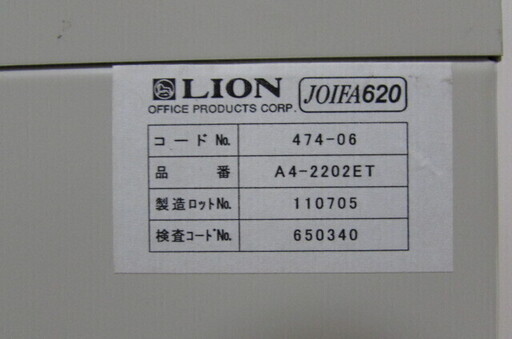 LION JOIFA620
OFFICE PRODUCTS CORP.
コード No. 474-06
品番 A4-2202ET
製造ロットNo. 110705
検査コードNo. 650340